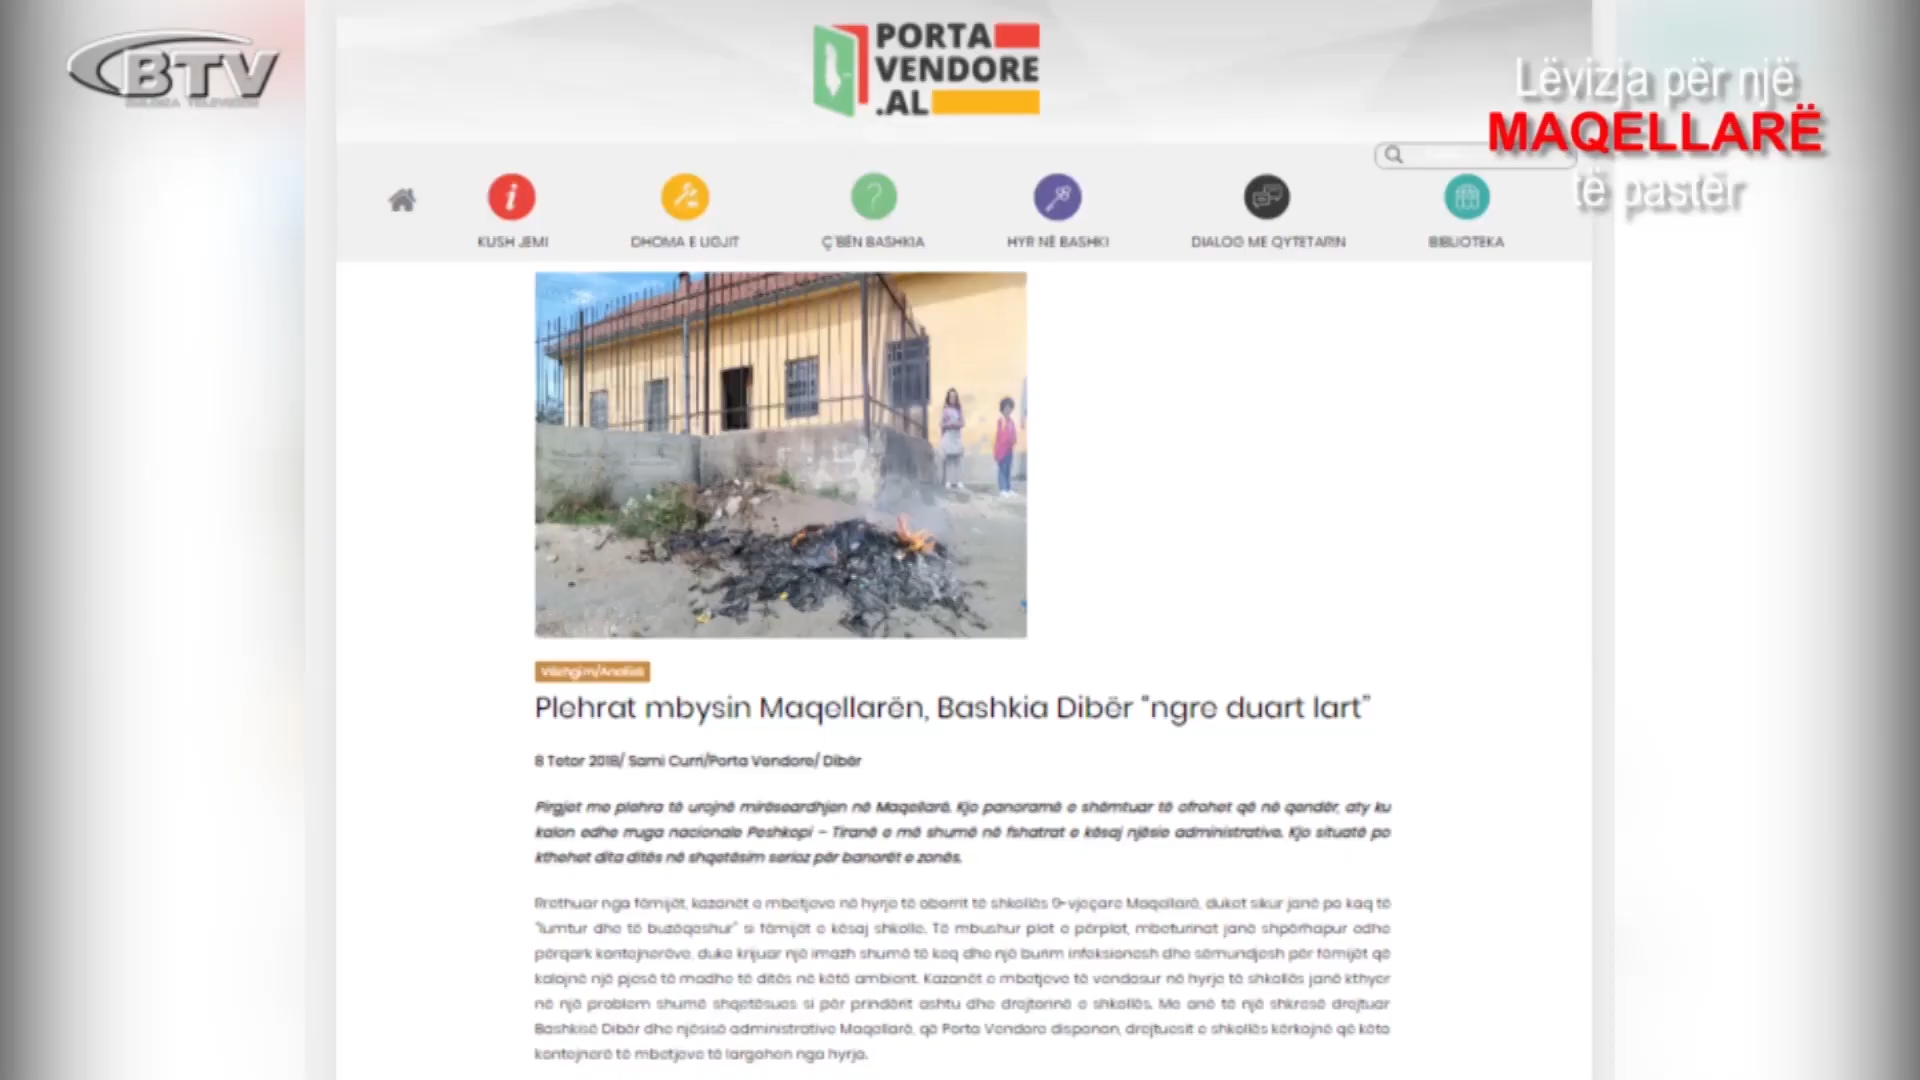 BTV
BULQIZA TELEVIZION
PORTA
VENDORE
.AL
Lëvizja për një
MAQELLARË
të pastër
KUSH JEMI
DHOMA E LIGJIT
Ç'BËN BASHKIA
HYR NË BASHKI
DIALOG ME QYTETARIN
BIBLIOTEKA
Vëzhgim/Analizë
Plehrat mbysin Maqellarën, Bashkia Dibër "ngre duart lart"
8 Tetor 2018/ Sami Curri/Porta Vendore/ Dibër
Pirgjet me plehra të urojnë mirëseardhjen në Maqellarë. Kjo panoramë e shëmtuar të ofrohet që në qendër, aty ku
kalon edhe rruga nacionale Peshkopi – Tiranë e më shumë në fshatrat e kësaj njësie administrative. Kjo situatë po
kthehet dita ditës në shqetësim serioz për banorët e zonës.
Rrethuar nga fëmijët, kazanët e mbetjeve në hyrje të oborrit të shkollës 9-vjeçare Maqellarë, duket sikur janë po kaq të
"lumtur dhe të buzëqeshur" si fëmijët e kësaj shkolle. Të mbushur plot e përplot, mbeturinat janë shpërhapur edhe
përqark kontejnerëve, duke krijuar një imazh shumë të keq dhe një burim infeksionesh dhe sëmundjesh për fëmijët që
kalojnë një pjesë të madhe të ditës në këtë ambient. Kazanët e mbetjeve të vendosur në hyrje të shkollës janë kthyer
në një problem shumë shqetësues si për prindërit ashtu dhe drejtorinë e shkollës. Me anë të një shkrese drejtuar
Bashkisë Dibër dhe njësisë administrative Maqellarë, që Porta Vendore disponon, drejtuesit e shkollës kërkojnë që këto
kontejnerë të mbetjeve të largohen nga hyrja.